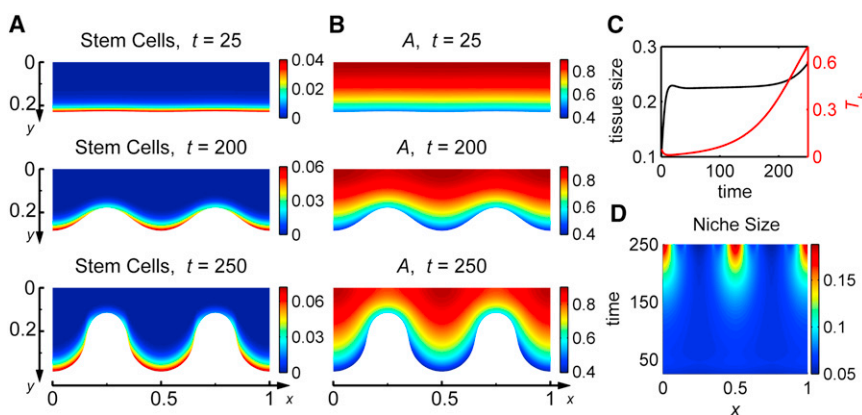 A
Stem Cells, t = 25
0
0.2
y
0.04
0.02
0
Stem Cells, t = 200
0
0.2
y
0.06
0.03
0
Stem Cells, t = 250
0
0.2
y
0.06
0.03
0
0 0.5 1 x
B
A, t = 25
0.8
0.6
0.4
A, t = 200
0.8
0.6
0.4
A, t = 250
0.8
0.6
0.4
0 0.5 1 x
C
tissue size
0.3
0.2
0.1
0.6
0.3
0
0 100 200
time
D
Niche Size
time
250
150
50
0.15
0.10
0.05
0 0.5 1
x